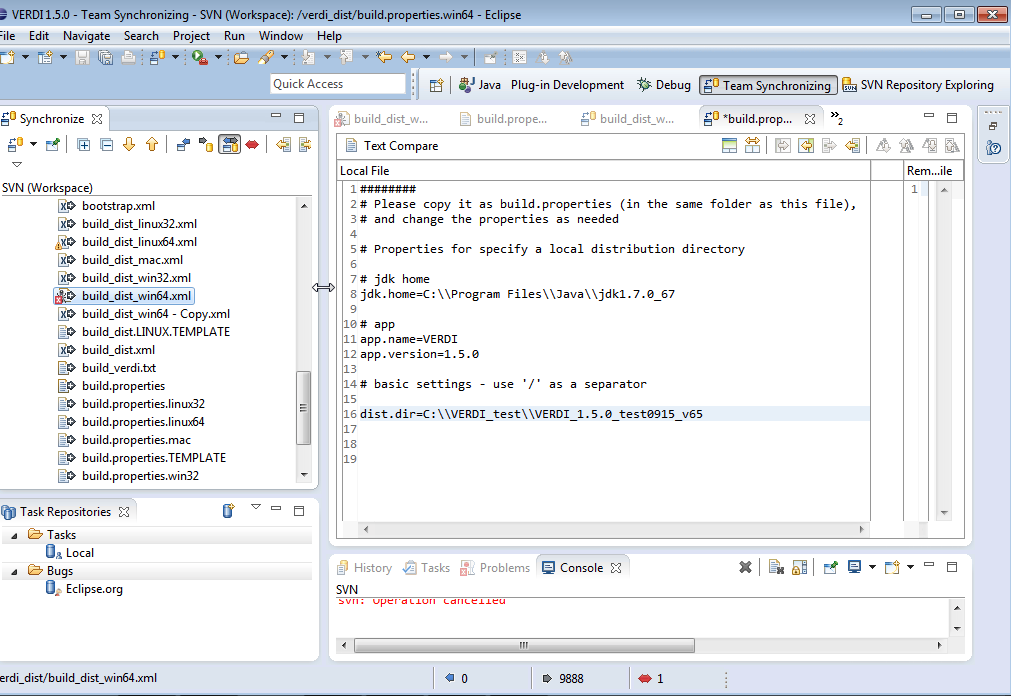 VERDI 1.5.0 - Team Synchronizing - SVN (Workspace): /verdi_dist/build.properties.win64 - Eclipse
File Edit Navigate Search Project Run Window Help
Quick Access
Java Plug-in Development Debug Team Synchronizing SVN Repository Exploring
Synchronize
SVN (Workspace)
bootstrap.xml
build_dist_linux32.xml
build_dist_linux64.xml
build_dist_mac.xml
build_dist_win32.xml
build_dist_win64.xml
build_dist_win64 - Copy.xml
build_dist.LINUX.TEMPLATE
build_dist.xml
build_verdi.txt
build.properties
build.properties.linux32
build.properties.linux64
build.properties.mac
build.properties.TEMPLATE
build.properties.win32
build_dist_w... build.prope... build_dist_w... *build.prop... »2
Text Compare
Local File Rem...ile
1 ######## 1
2 # Please copy it as build.properties (in the same folder as this file),
3 # and change the properties as needed
4
5 # Properties for specify a local distribution directory
6
7 # jdk home
8 jdk.home=C:\\Program Files\\Java\\jdk1.7.0_67
9
10 # app
11 app.name=VERDI
12 app.version=1.5.0
13
14 # basic settings - use '/' as a separator
15
16 dist.dir=C:\\VERDI_test\\VERDI_1.5.0_test0915_v65
17
18
19
Task Repositories
Tasks
Local
Bugs
Eclipse.org
History Tasks Problems Console
SVN
svn: Operation cancelled
erdi_dist/build_dist_win64.xml 0 9888 1